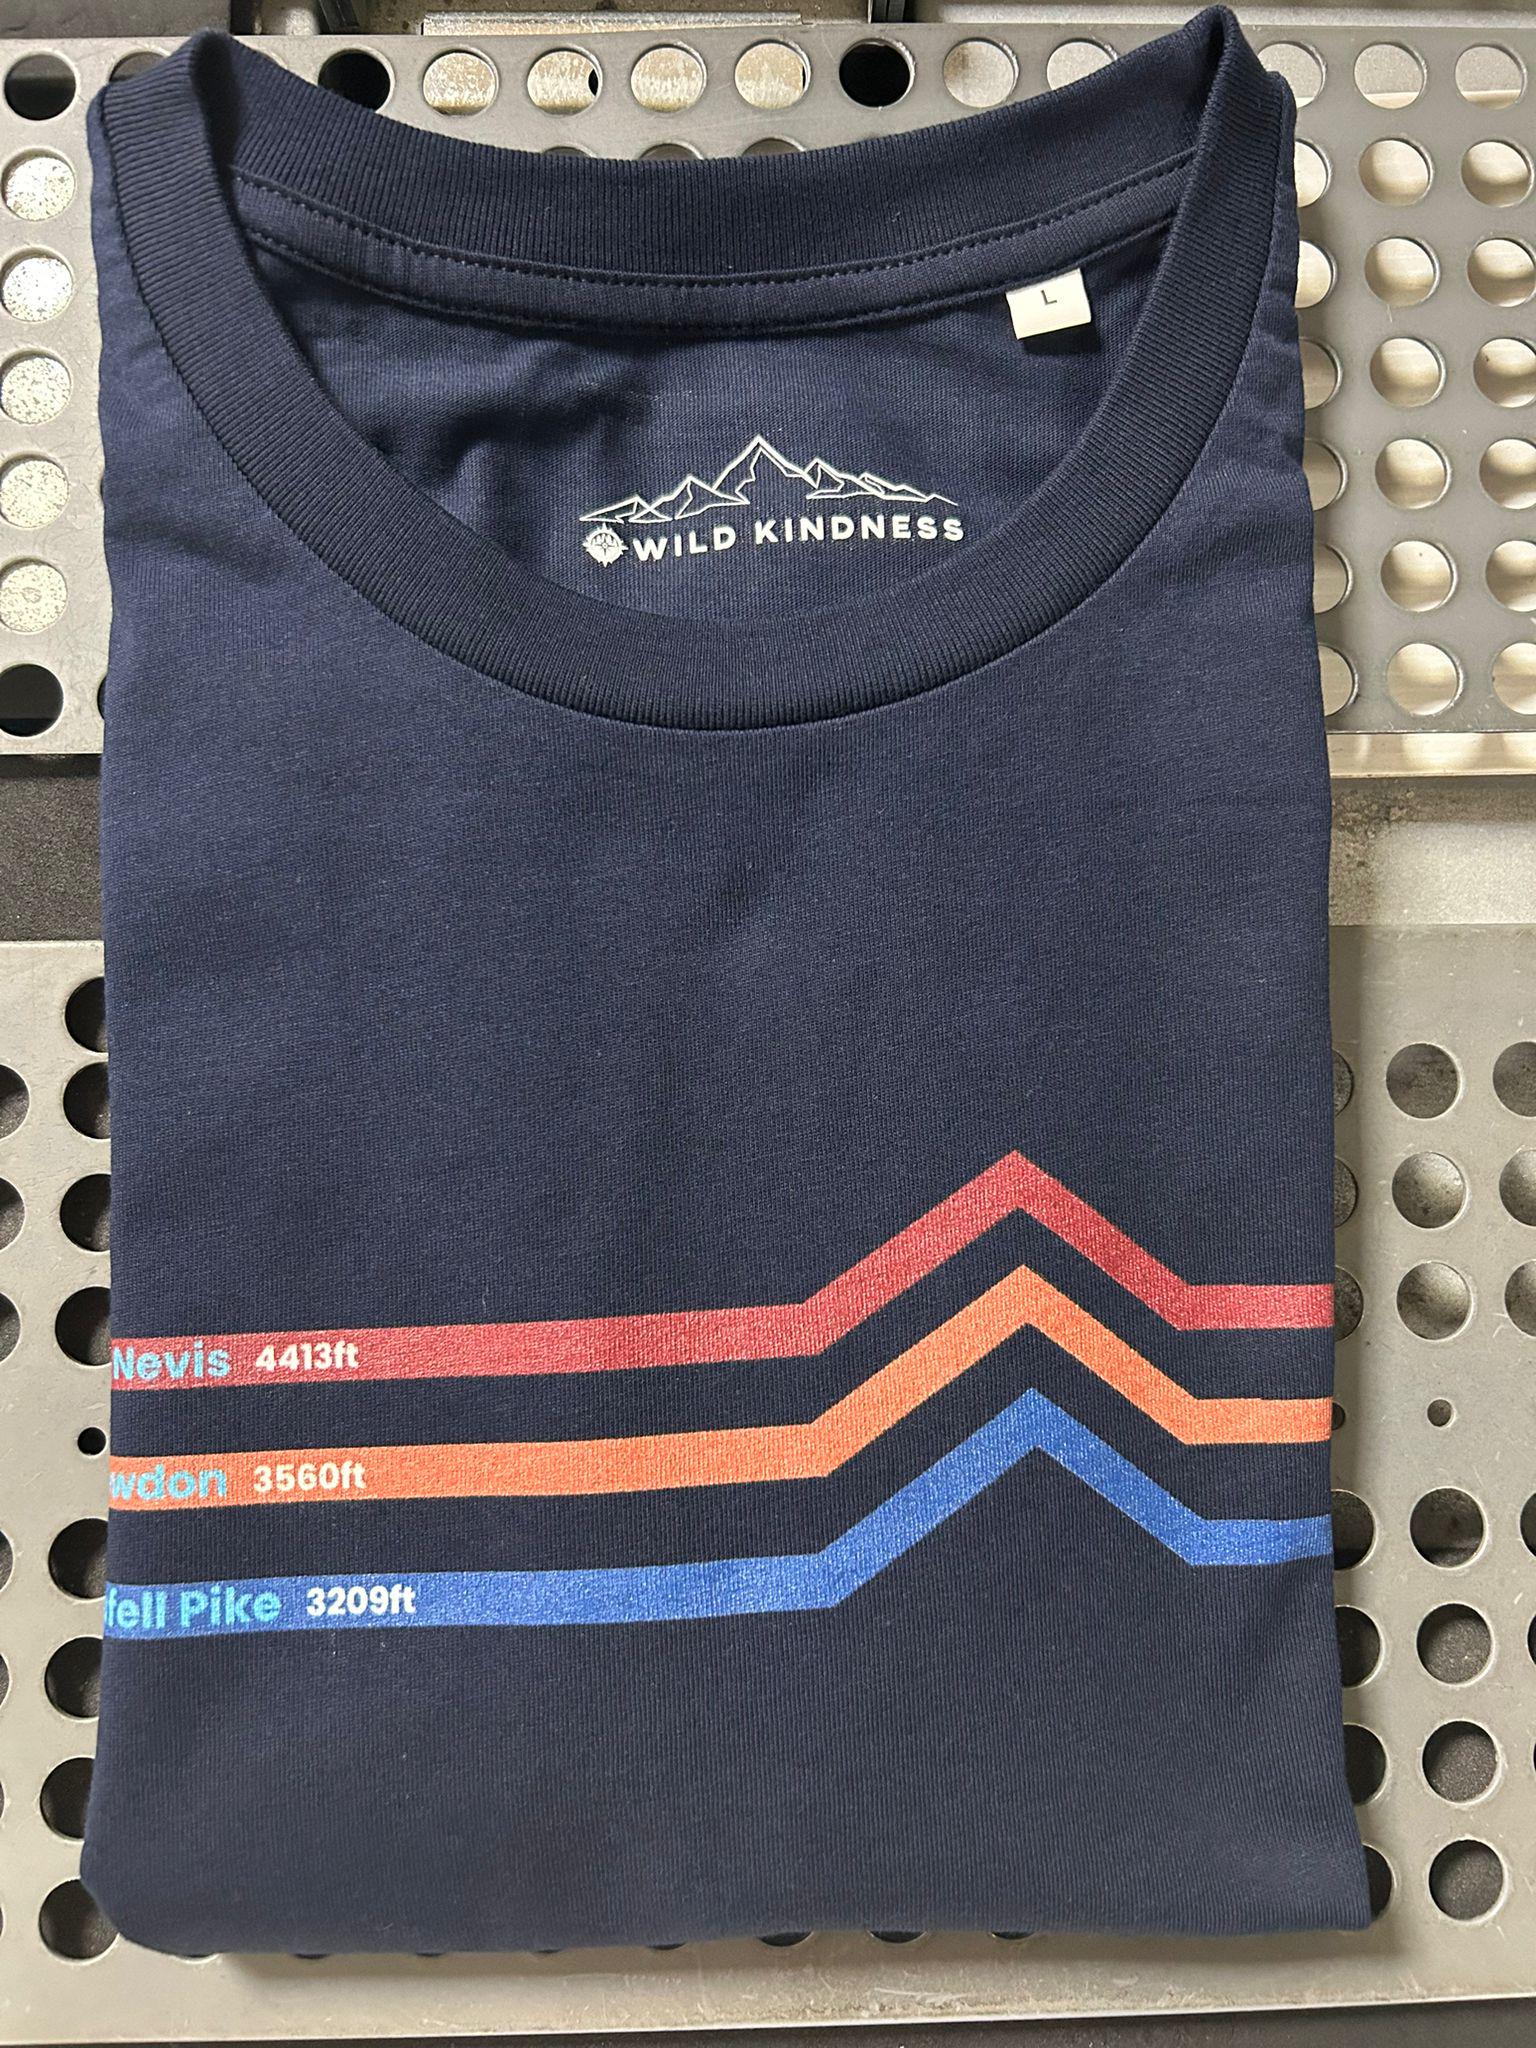 L
WILD KINDNESS
Nevis 4413ft
wdon 3560ft
fell Pike 3209ft